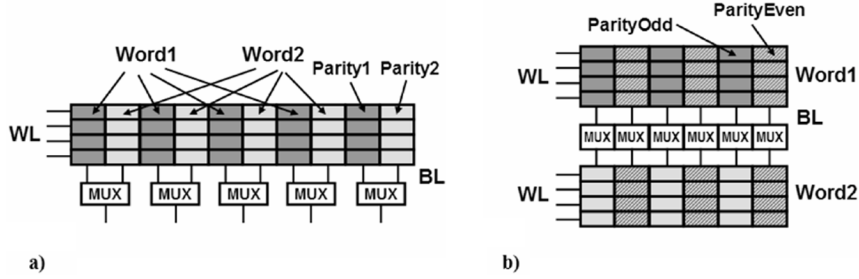 Word1 Word2
Parity1 Parity2
WL
BL
MUX MUX MUX MUX MUX
a)
ParityEven
ParityOdd
WL Word1
BL
MUX MUX MUX MUX MUX MUX
WL Word2
b)